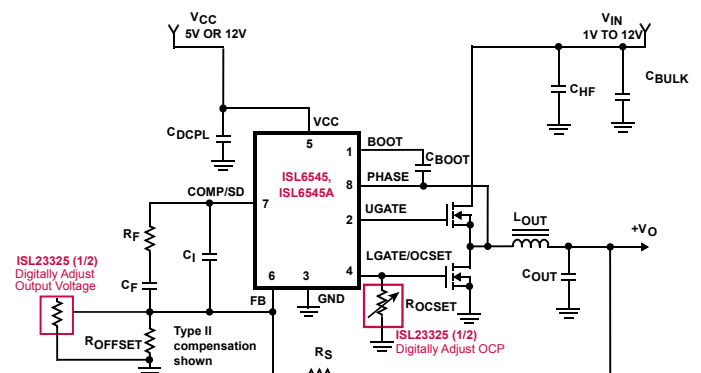 VCC
5V OR 12V
VIN
1V TO 12V
CHF
CBULK
CDCPL
VCC
5
ISL6545,
ISL6545A
1
BOOT
CBOOT
8
PHASE
COMP/SD
7
2
UGATE
RF
CI
LOUT
+VO
ISL23325 (1/2)
Digitally Adjust
Output Voltage
CF
6
3
4
LGATE/OCSET
COUT
FB
GND
ROCSET
ROFFSET
Type II
compensation
shown
ISL23325 (1/2)
Digitally Adjust OCP
RS